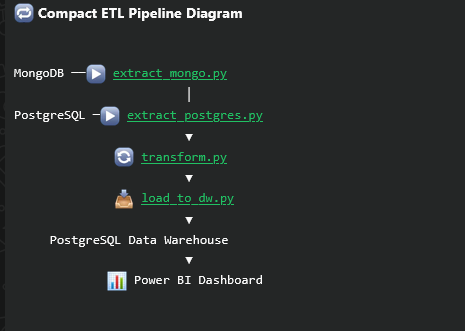 Compact ETL Pipeline Diagram
MongoDB ──▶ extract_mongo.py
│
PostgreSQL ─▶ extract_postgres.py
▼
🔄 transform.py
▼
📥 load_to_dw.py
▼
PostgreSQL Data Warehouse
▼
📊 Power BI Dashboard